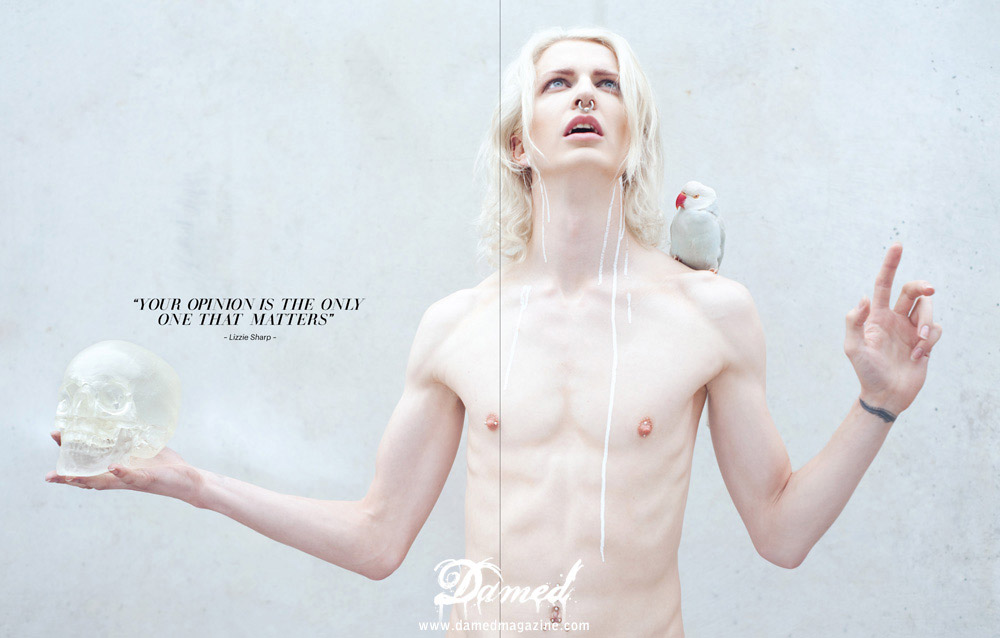 “YOUR OPINION IS THE ONLY
ONE THAT MATTERS”
– Lizzie Sharp –
Damed
www.damedmagazine.com